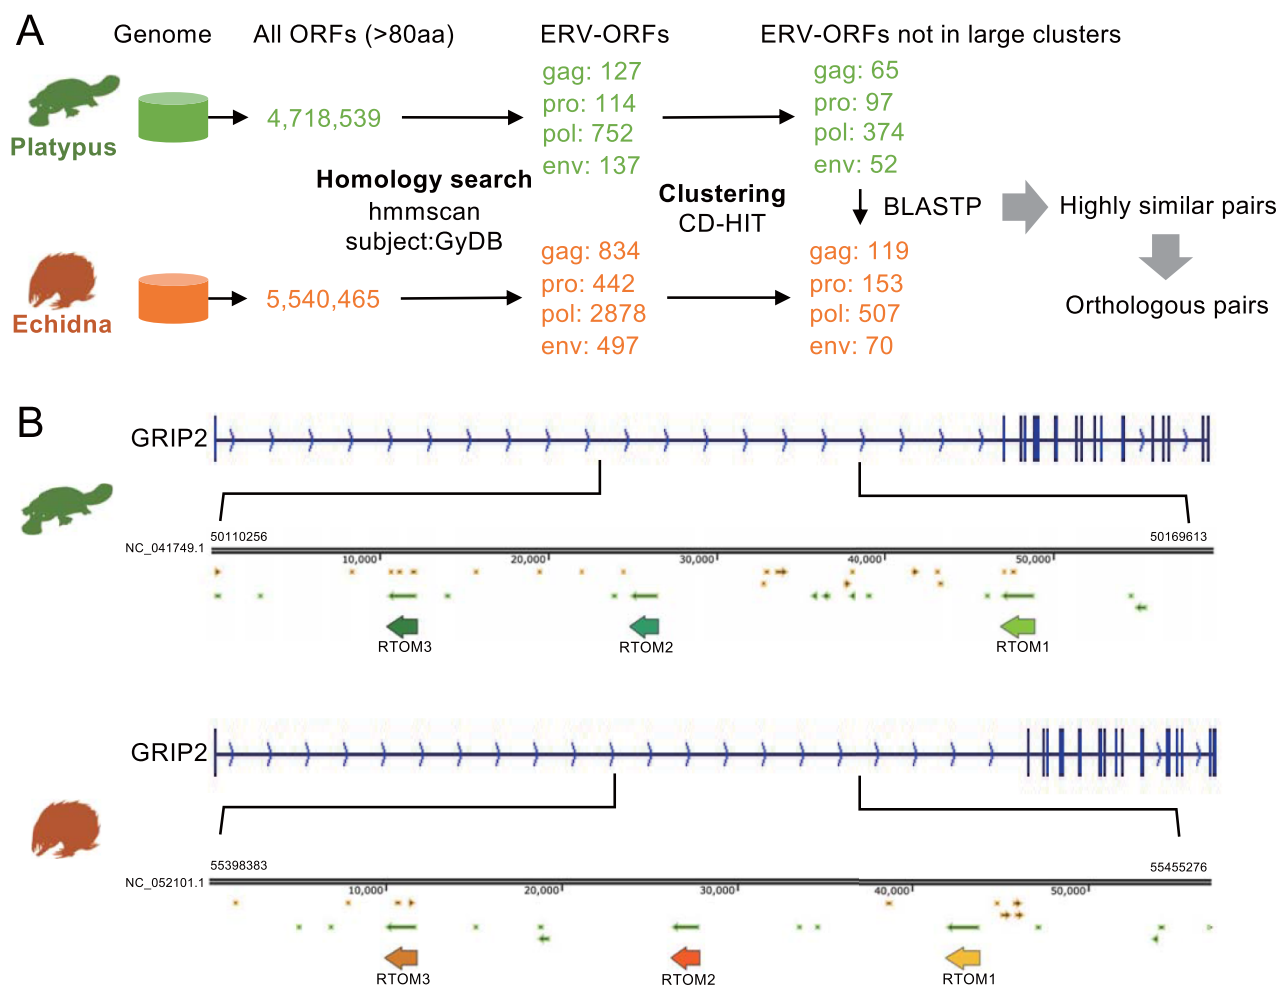 A
Genome All ORFs (>80aa) ERV-ORFs ERV-ORFs not in large clusters
Platypus
4,718,539
gag: 127
pro: 114
pol: 752
env: 137
gag: 65
pro: 97
pol: 374
env: 52
Homology search
hmmscan
subject:GyDB
Clustering
CD-HIT
BLASTP
Highly similar pairs
Orthologous pairs
Echidna
5,540,465
gag: 834
pro: 442
pol: 2878
env: 497
gag: 119
pro: 153
pol: 507
env: 70
B
GRIP2
50110256 50169613
NC_041749.1
10,000 20,000 30,000 40,000 50,000
RTOM3 RTOM2 RTOM1
GRIP2
55398383 55455276
NC_052101.1
10,000 20,000 30,000 40,000 50,000
RTOM3 RTOM2 RTOM1